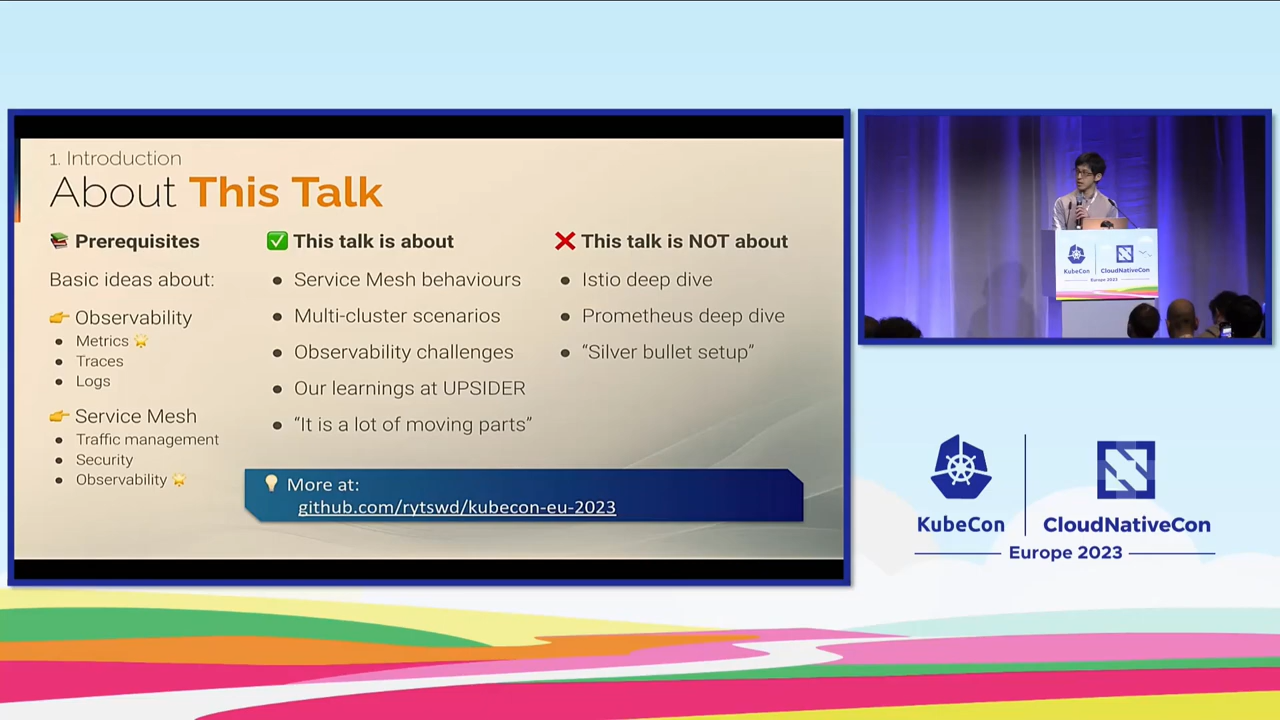 1. Introduction
About This Talk
📚 Prerequisites
Basic ideas about:
👉 Observability
● Metrics 🌟
● Traces
● Logs
👉 Service Mesh
● Traffic management
● Security
● Observability 🌟
✅ This talk is about
● Service Mesh behaviours
● Multi-cluster scenarios
● Observability challenges
● Our learnings at UPSIDER
● “It is a lot of moving parts”
❌ This talk is NOT about
● Istio deep dive
● Prometheus deep dive
● “Silver bullet setup”
💡 More at:
github.com/rytswd/kubecon-eu-2023
KubeCon
CloudNativeCon
Europe 2023
KubeCon
CloudNativeCon
Europe 2023